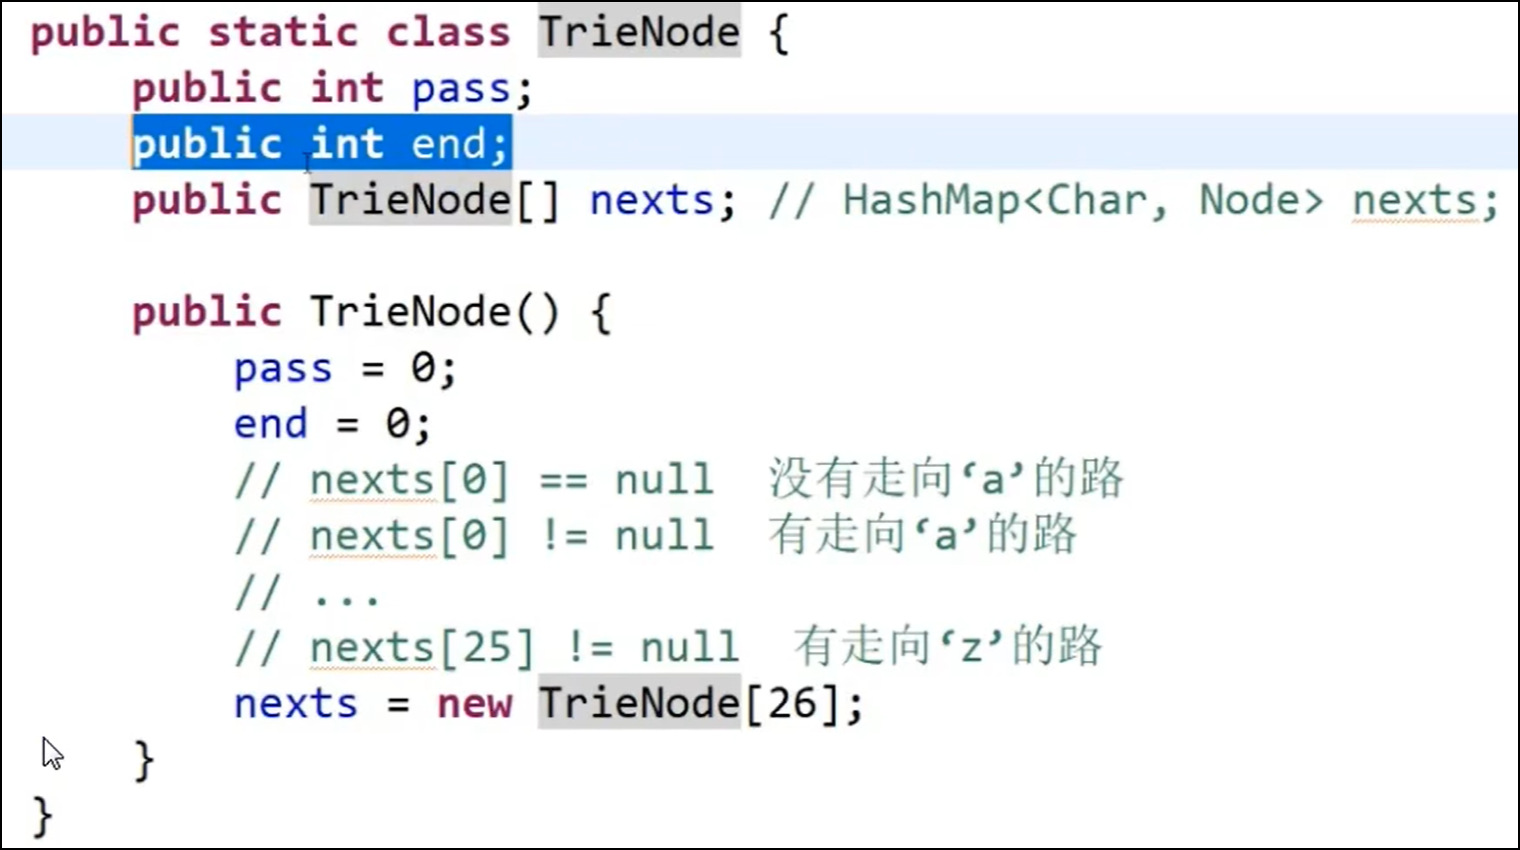 public static class TrieNode {
public int pass;
public int end;
public TrieNode[] nexts; // HashMap<Char, Node> nexts;
public TrieNode() {
pass = 0;
end = 0;
// nexts[0] == null 没有走向‘a’的路
// nexts[0] != null 有走向‘a’的路
// ...
// nexts[25] != null 有走向‘z’的路
nexts = new TrieNode[26];
}
}